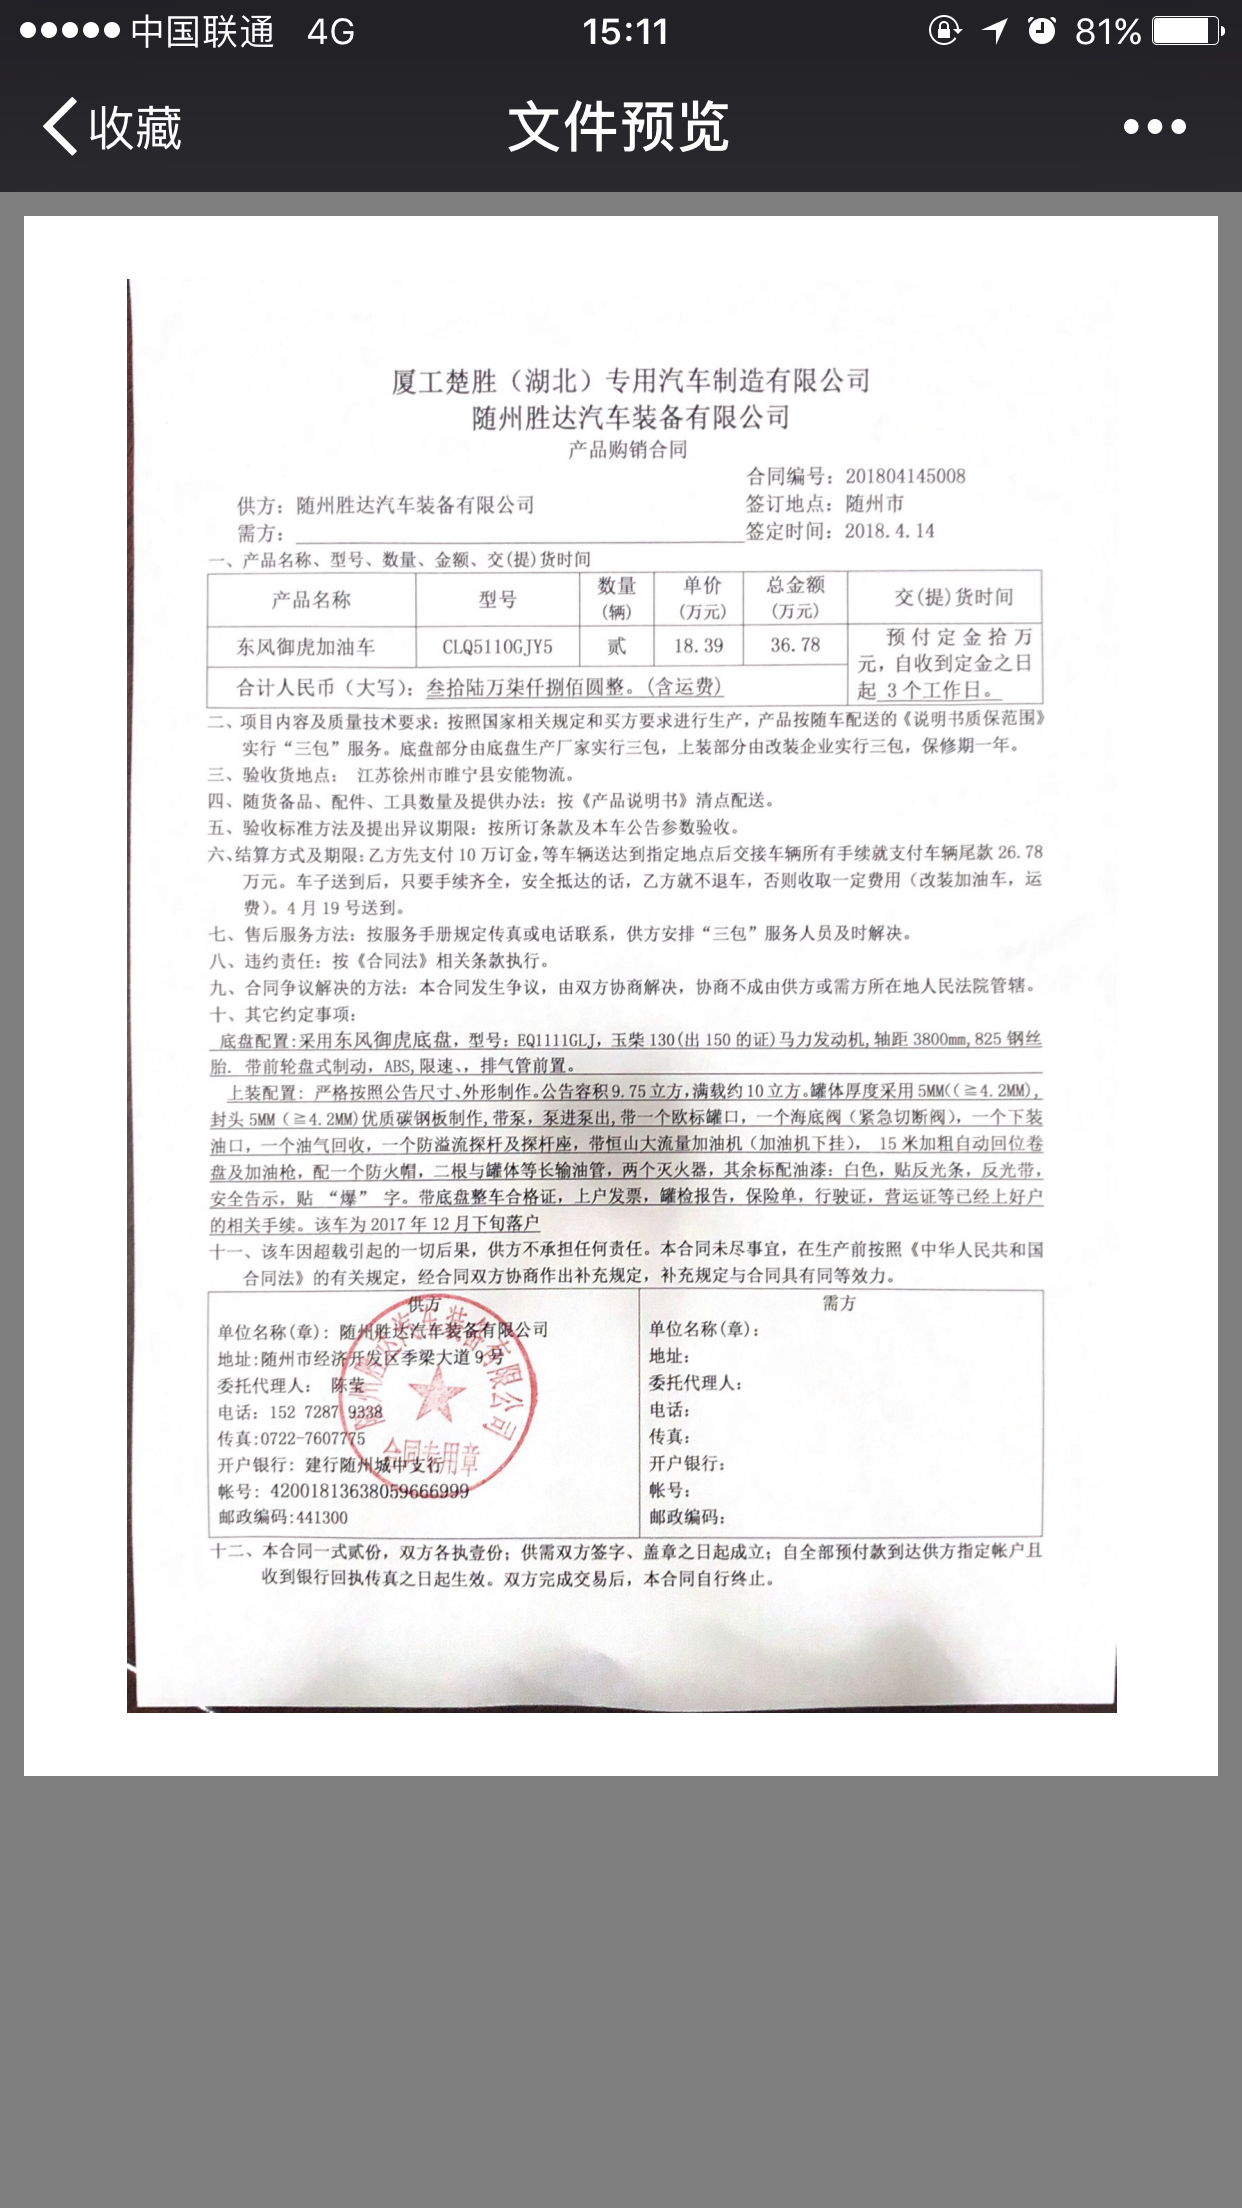 中国联通 4G 15:11 81%
收藏 文件预览
厦工楚胜（湖北）专用汽车制造有限公司
随州胜达汽车装备有限公司
产品购销合同
合同编号：201804145008
供方：随州胜达汽车装备有限公司 签订地点：随州市
需方： 签定时间：2018.4.14
一、产品名称、型号、数量、金额、交(提)货时间
产品名称 型号 数量（辆） 单价（万元） 总金额（万元） 交(提)货时间
东风御虎加油车 CLQ5110GJY5 贰 18.39 36.78 预付定金拾万元，自收到定金之日起 3 个工作日。
合计人民币（大写）：叁拾陆万柒仟捌佰圆整。（含运费）
二、项目内容及质量技术要求：按照国家相关规定和买方要求进行生产，产品按随车配送的《说明书质保范围》
实行“三包”服务。底盘部分由底盘生产厂家实行三包，上装部分由改装企业实行三包，保修期一年。
三、验收货地点： 江苏徐州市睢宁县安能物流。
四、随货备品、配件、工具数量及提供办法：按《产品说明书》清点配送。
五、验收标准方法及提出异议期限：按所订条款及本车公告参数验收。
六、结算方式及期限：乙方先支付 10 万订金，等车辆送达到指定地点后交接车辆所有手续就支付车辆尾款 26.78
万元。车子送到后，只要手续齐全，安全抵达的话，乙方就不退车，否则收取一定费用（改装加油车，运
费）。4 月 19 号送到。
七、售后服务方法：按服务手册规定传真或电话联系，供方安排“三包”服务人员及时解决。
八、违约责任：按《合同法》相关条款执行。
九、合同争议解决的方法：本合同发生争议，由双方协商解决，协商不成由供方或需方所在地人民法院管辖。
十、其它约定事项：
底盘配置：采用东风御虎底盘，型号：EQ1111GLJ，玉柴 130(出 150 的证)马力发动机，轴距 3800mm,825 钢丝
胎. 带前轮盘式制动，ABS,限速、，排气管前置。
上装配置：严格按照公告尺寸、外形制作。公告容积 9.75 立方，满载约 10 立方。罐体厚度采用 5MM((≧4.2MM),
封头 5MM（≧4.2MM)优质碳钢板制作,带泵，泵进泵出,带一个欧标罐口，一个海底阀（紧急切断阀），一个下装
油口，一个油气回收，一个防溢流探杆及探杆座，带恒山大流量加油机（加油机下挂）， 15 米加粗自动回位卷
盘及加油枪，配一个防火帽，二根与罐体等长输油管，两个灭火器，其余标配油漆：白色，贴反光条，反光带，
安全告示，贴 “爆” 字。带底盘整车合格证，上户发票，罐检报告，保险单，行驶证，营运证等已经上好户
的相关手续。该车为 2017 年 12 月下旬落户
十一、该车因超载引起的一切后果，供方不承担任何责任。本合同未尽事宜，在生产前按照《中华人民共和国
合同法》的有关规定，经合同双方协商作出补充规定，补充规定与合同具有同等效力。
供方 需方
单位名称(章)：随州胜达汽车装备有限公司 单位名称(章)：
地址:随州市经济开发区季梁大道 9 号 地址：
委托代理人： 陈莹 委托代理人：
电话：152 7287 9338 电话：
传真:0722-7607775 传真：
开户银行：建行随州城中支行 开户银行：
帐号：42001813638059666999 帐号：
邮政编码:441300 邮政编码：
随州胜达汽车装备有限公司
合同专用章
十二、本合同一式贰份，双方各执壹份；供需双方签字、盖章之日起成立；自全部预付款到达供方指定帐户且
收到银行回执传真之日起生效。双方完成交易后，本合同自行终止。